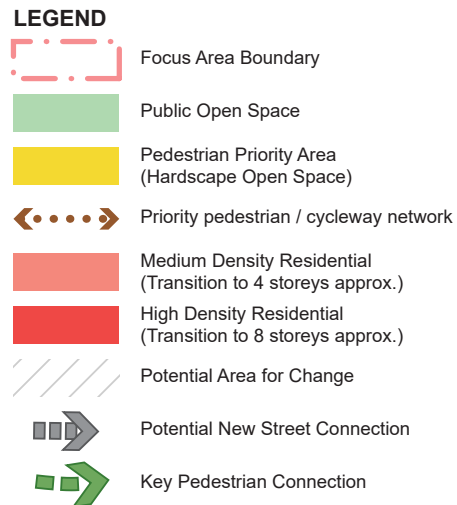 LEGEND
Focus Area Boundary
Public Open Space
Pedestrian Priority Area
(Hardscape Open Space)
Priority pedestrian / cycleway network
Medium Density Residential
(Transition to 4 storeys approx.)
High Density Residential
(Transition to 8 storeys approx.)
Potential Area for Change
Potential New Street Connection
Key Pedestrian Connection